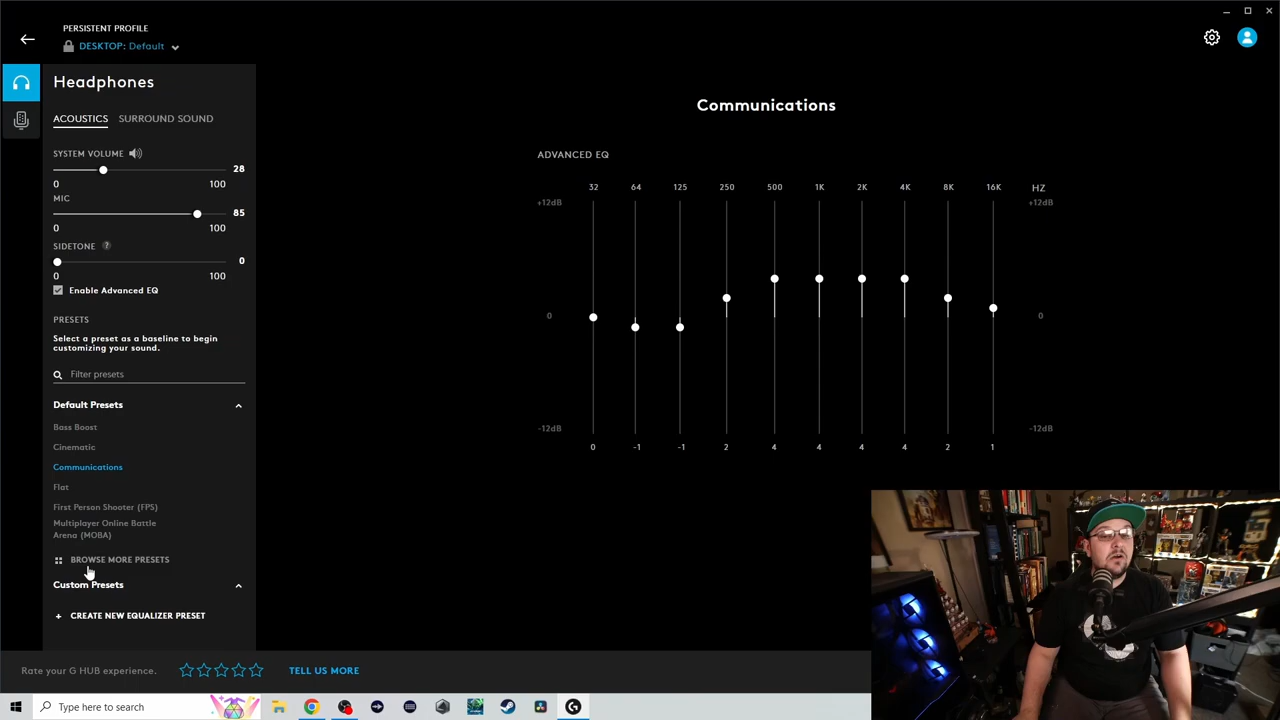 PERSISTENT PROFILE
DESKTOP: Default
Headphones
ACOUSTICS SURROUND SOUND
SYSTEM VOLUME
28
0 100
MIC
85
0 100
SIDETONE ?
0
0 100
Enable Advanced EQ
PRESETS
Select a preset as a baseline to begin
customizing your sound.
Filter presets
Default Presets
Bass Boost
Cinematic
Communications
Flat
First Person Shooter (FPS)
Multiplayer Online Battle
Arena (MOBA)
BROWSE MORE PRESETS
Custom Presets
+ CREATE NEW EQUALIZER PRESET
Communications
ADVANCED EQ
32 64 125 250 500 1K 2K 4K 8K 16K HZ
+12dB +12dB
0 0
-12dB -12dB
0 -1 -1 2 4 4 4 4 2 1
Rate your G HUB experience. TELL US MORE
Type here to search